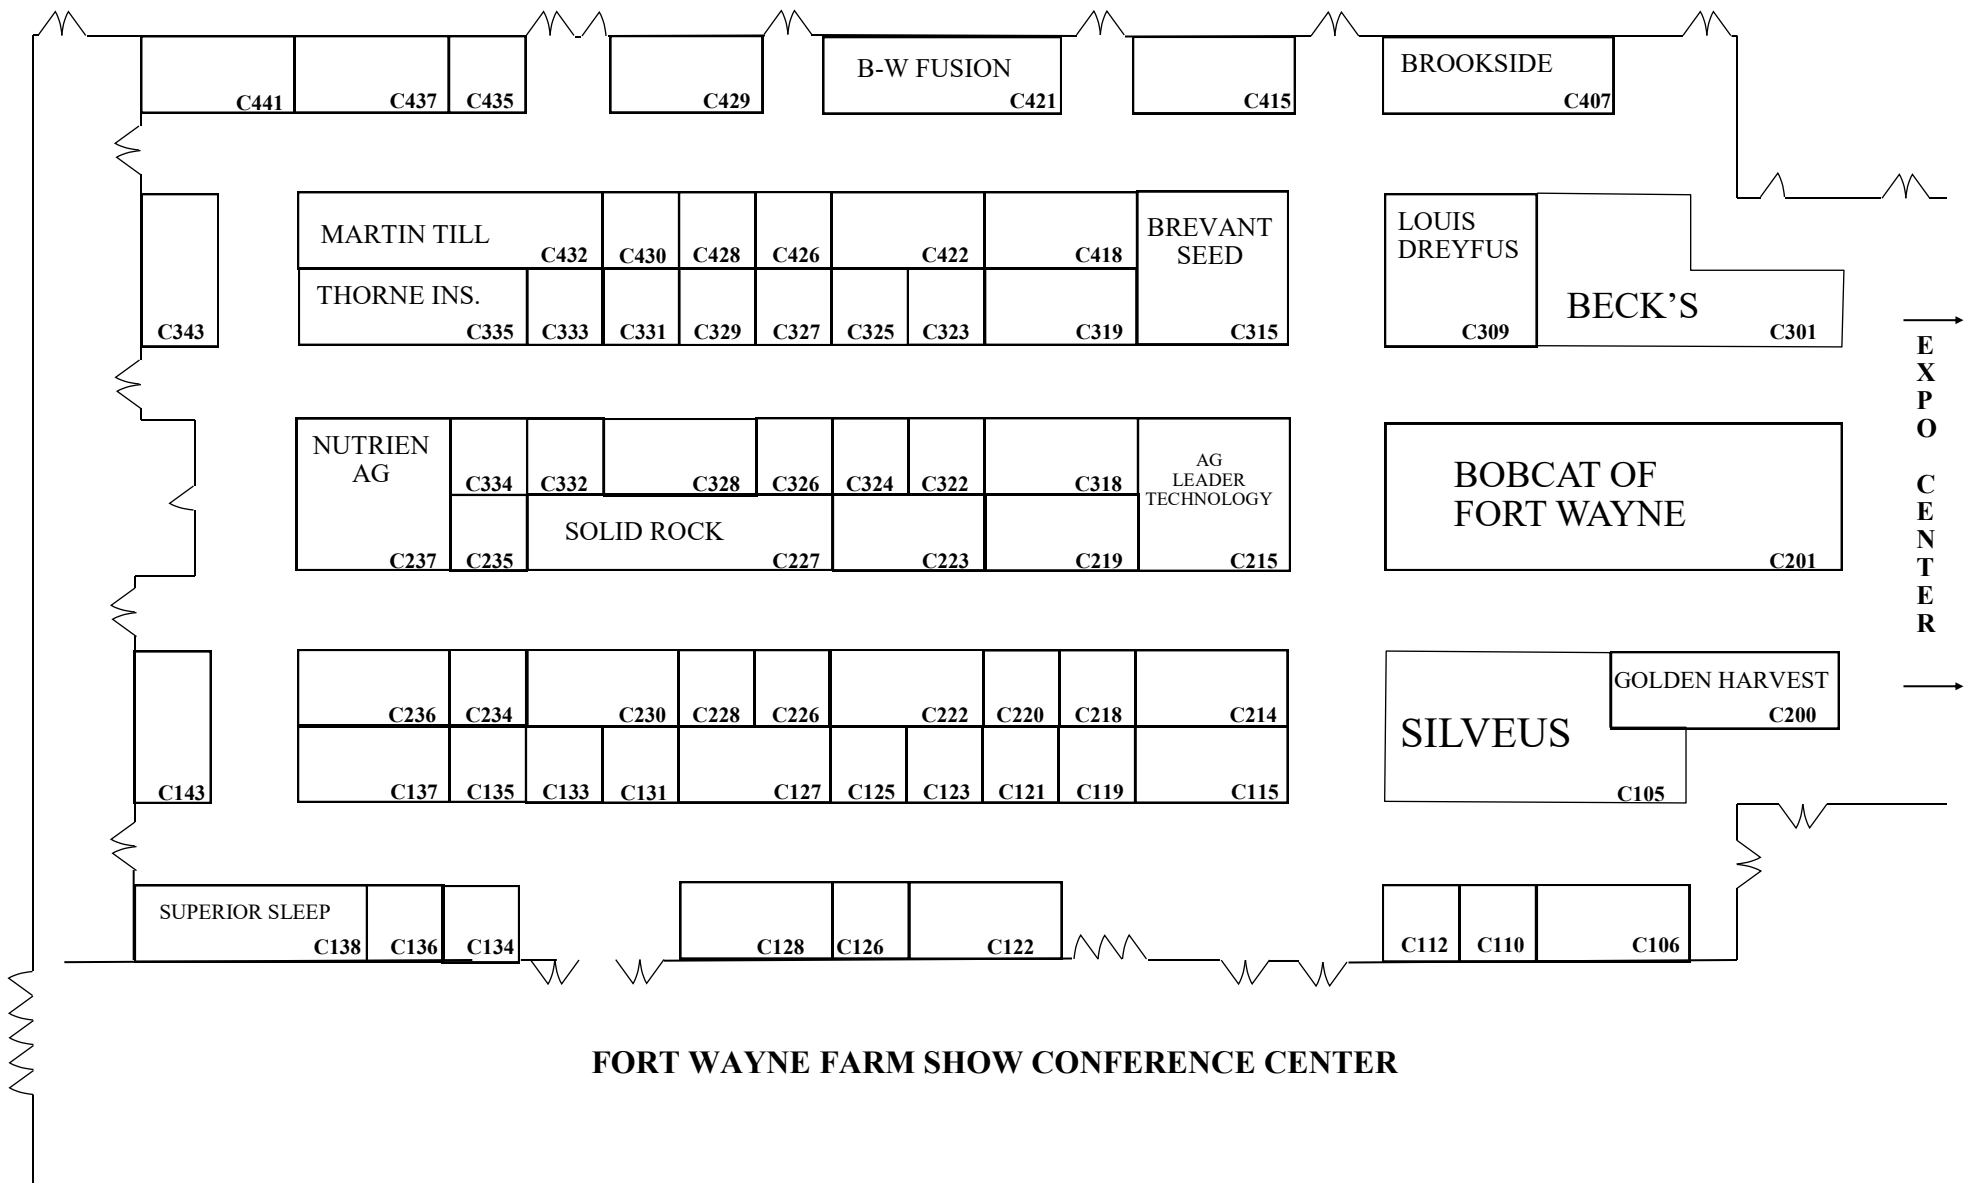 C441
C437
C435
C429
B-W FUSION
C421
C415
BROOKSIDE
C407
MARTIN TILL
C432
C430
C428
C426
C422
C418
BREVANT
SEED
C315
LOUIS
DREYFUS
C309
BECK’S
C301
C343
THORNE INS.
C335
C333
C331
C329
C327
C325
C323
C319
EXPO CENTER
NUTRIEN
AG
C237
C334
C332
C328
C326
C324
C322
C318
AG
LEADER
TECHNOLOGY
C215
BOBCAT OF
FORT WAYNE
C201
C235
SOLID ROCK
C227
C223
C219
C143
C236
C234
C230
C228
C226
C222
C220
C218
C214
SILVEUS
C105
GOLDEN HARVEST
C200
C137
C135
C133
C131
C127
C125
C123
C121
C119
C115
SUPERIOR SLEEP
C138
C136
C134
C128
C126
C122
C112
C110
C106
FORT WAYNE FARM SHOW CONFERENCE CENTER